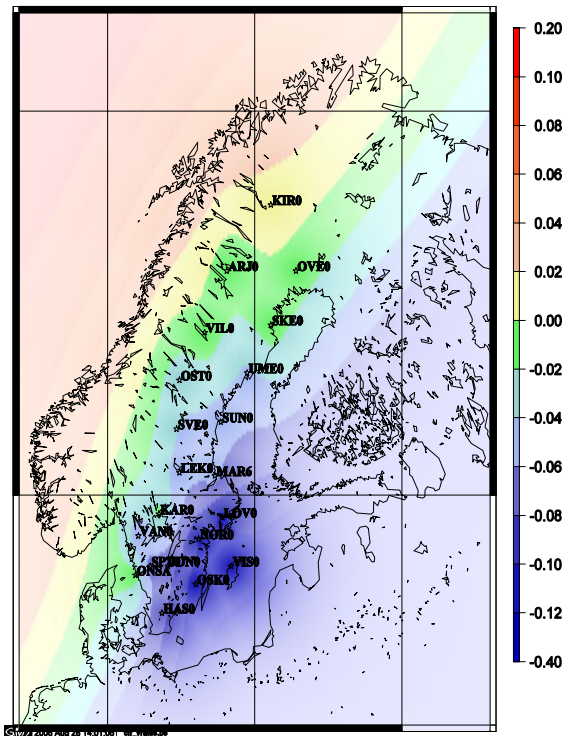 0.20
0.10
0.08
0.06
0.04
KIR0
0.02
ARJ0 OVE0
0.00
VIL0 SKE0
-0.02
OST0 UME0
SVE0 SUN0
-0.04
LEK0 MAR6
-0.06
KAR0 LOV0
-0.08
VAN0 NOR0
ONSA VIS0
-0.10
OSK0
HAS0
-0.12
-0.40